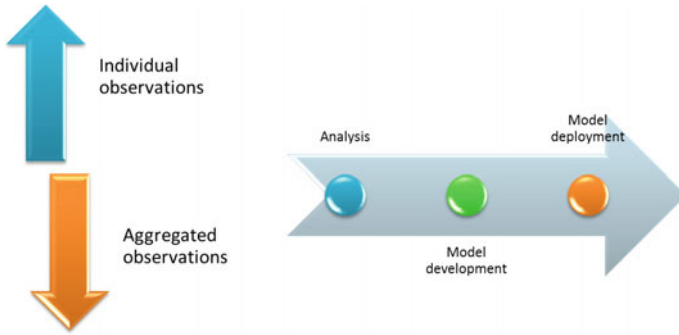 Individual
observations
Aggregated
observations
Analysis
Model
development
Model
deployment